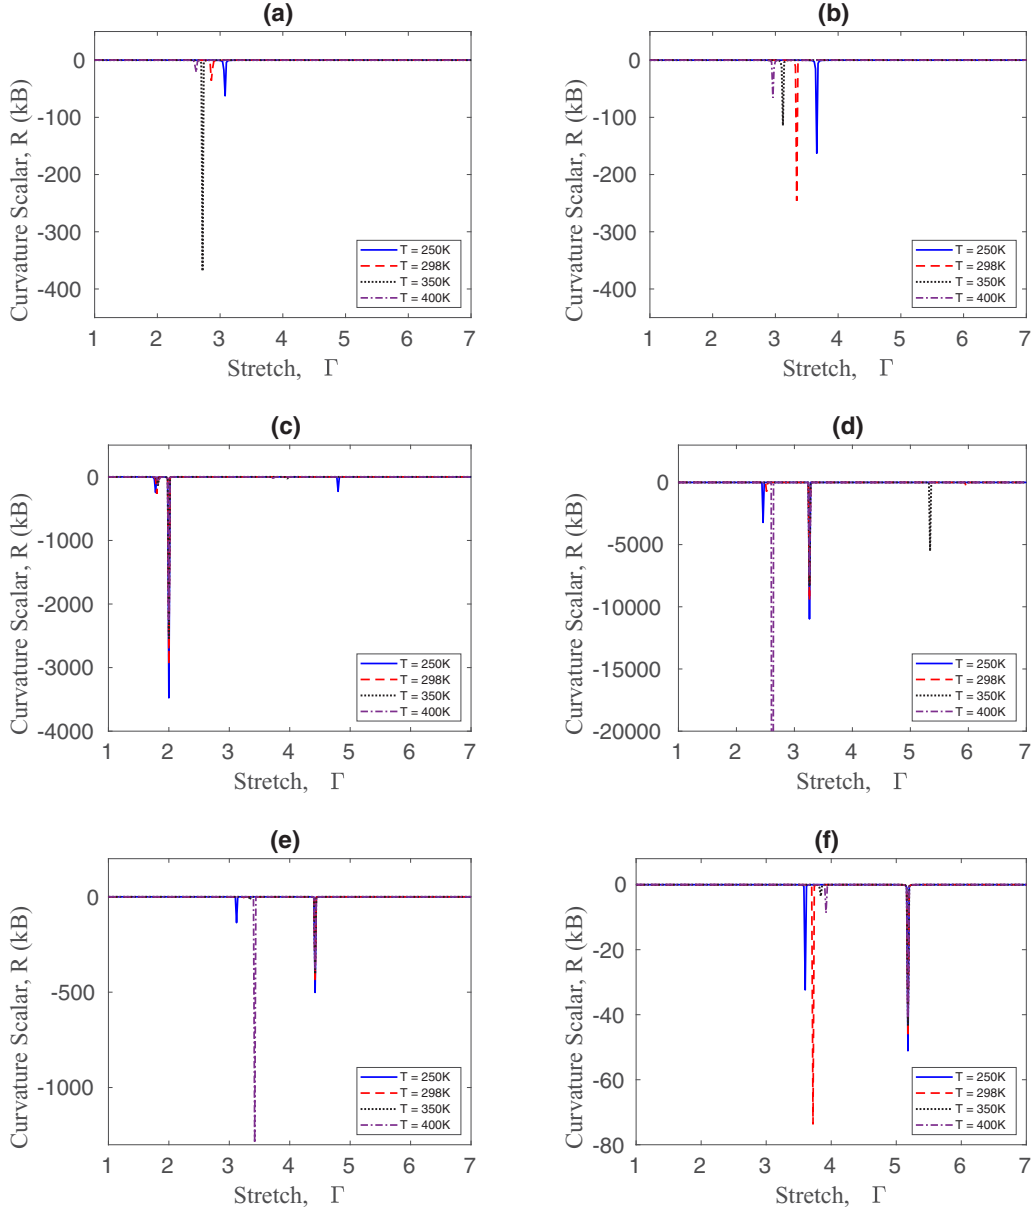 (a)
Curvature Scalar, R (kB)
0
-100
-200
-300
-400
T = 250K
T = 298K
T = 350K
T = 400K
1 2 3 4 5 6 7
Stretch, Γ
(b)
Curvature Scalar, R (kB)
0
-100
-200
-300
-400
T = 250K
T = 298K
T = 350K
T = 400K
1 2 3 4 5 6 7
Stretch, Γ
(c)
Curvature Scalar, R (kB)
0
-1000
-2000
-3000
-4000
T = 250K
T = 298K
T = 350K
T = 400K
1 2 3 4 5 6 7
Stretch, Γ
(d)
Curvature Scalar, R (kB)
0
-5000
-10000
-15000
-20000
T = 250K
T = 298K
T = 350K
T = 400K
1 2 3 4 5 6 7
Stretch, Γ
(e)
Curvature Scalar, R (kB)
0
-500
-1000
T = 250K
T = 298K
T = 350K
T = 400K
1 2 3 4 5 6 7
Stretch, Γ
(f)
Curvature Scalar, R (kB)
0
-20
-40
-60
-80
T = 250K
T = 298K
T = 350K
T = 400K
1 2 3 4 5 6 7
Stretch, Γ